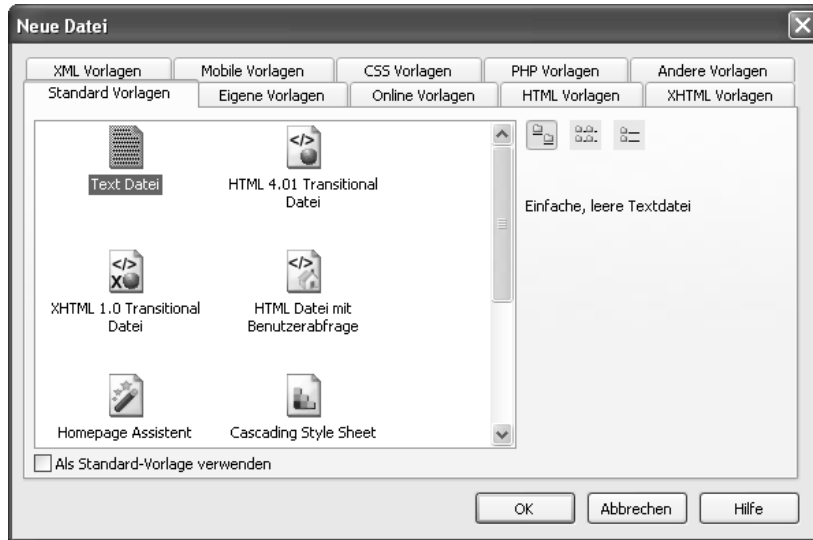 Neue Datei
XML Vorlagen Mobile Vorlagen CSS Vorlagen PHP Vorlagen Andere Vorlagen
Standard Vorlagen Eigene Vorlagen Online Vorlagen HTML Vorlagen XHTML Vorlagen
Text Datei
HTML 4.01 Transitional
Datei
Einfache, leere Textdatei
XHTML 1.0 Transitional
Datei
HTML Datei mit
Benutzerabfrage
Homepage Assistent
Cascading Style Sheet
Als Standard-Vorlage verwenden
OK Abbrechen Hilfe